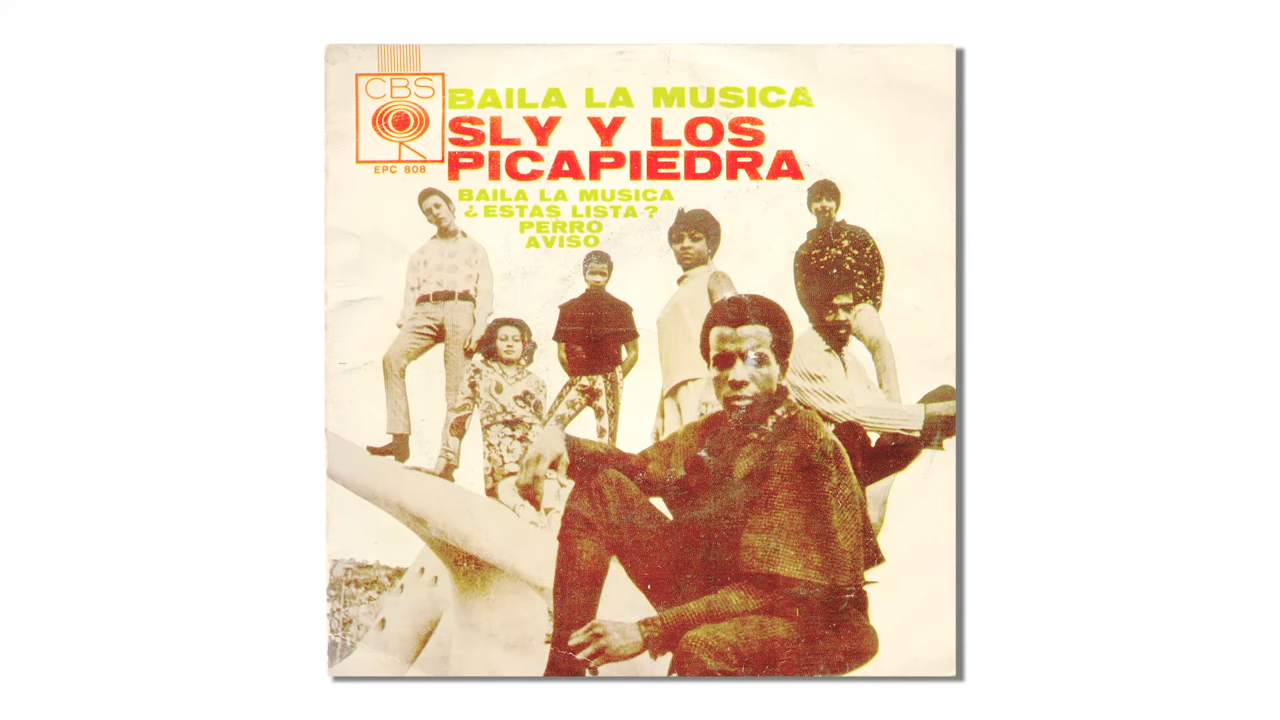 CBS
EPC 808
BAILA LA MUSICA
SLY Y LOS
PICAPIEDRA
BAILA LA MUSICA
¿ESTAS LISTA?
PERRO
AVISO